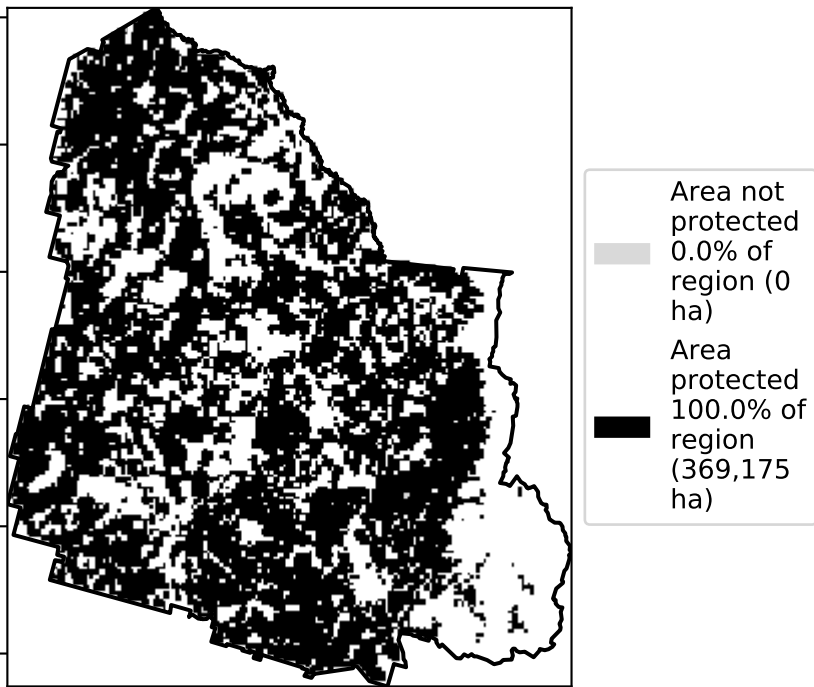 Area not
protected
0.0% of
region (0
ha)
Area
protected
100.0% of
region
(369,175
ha)